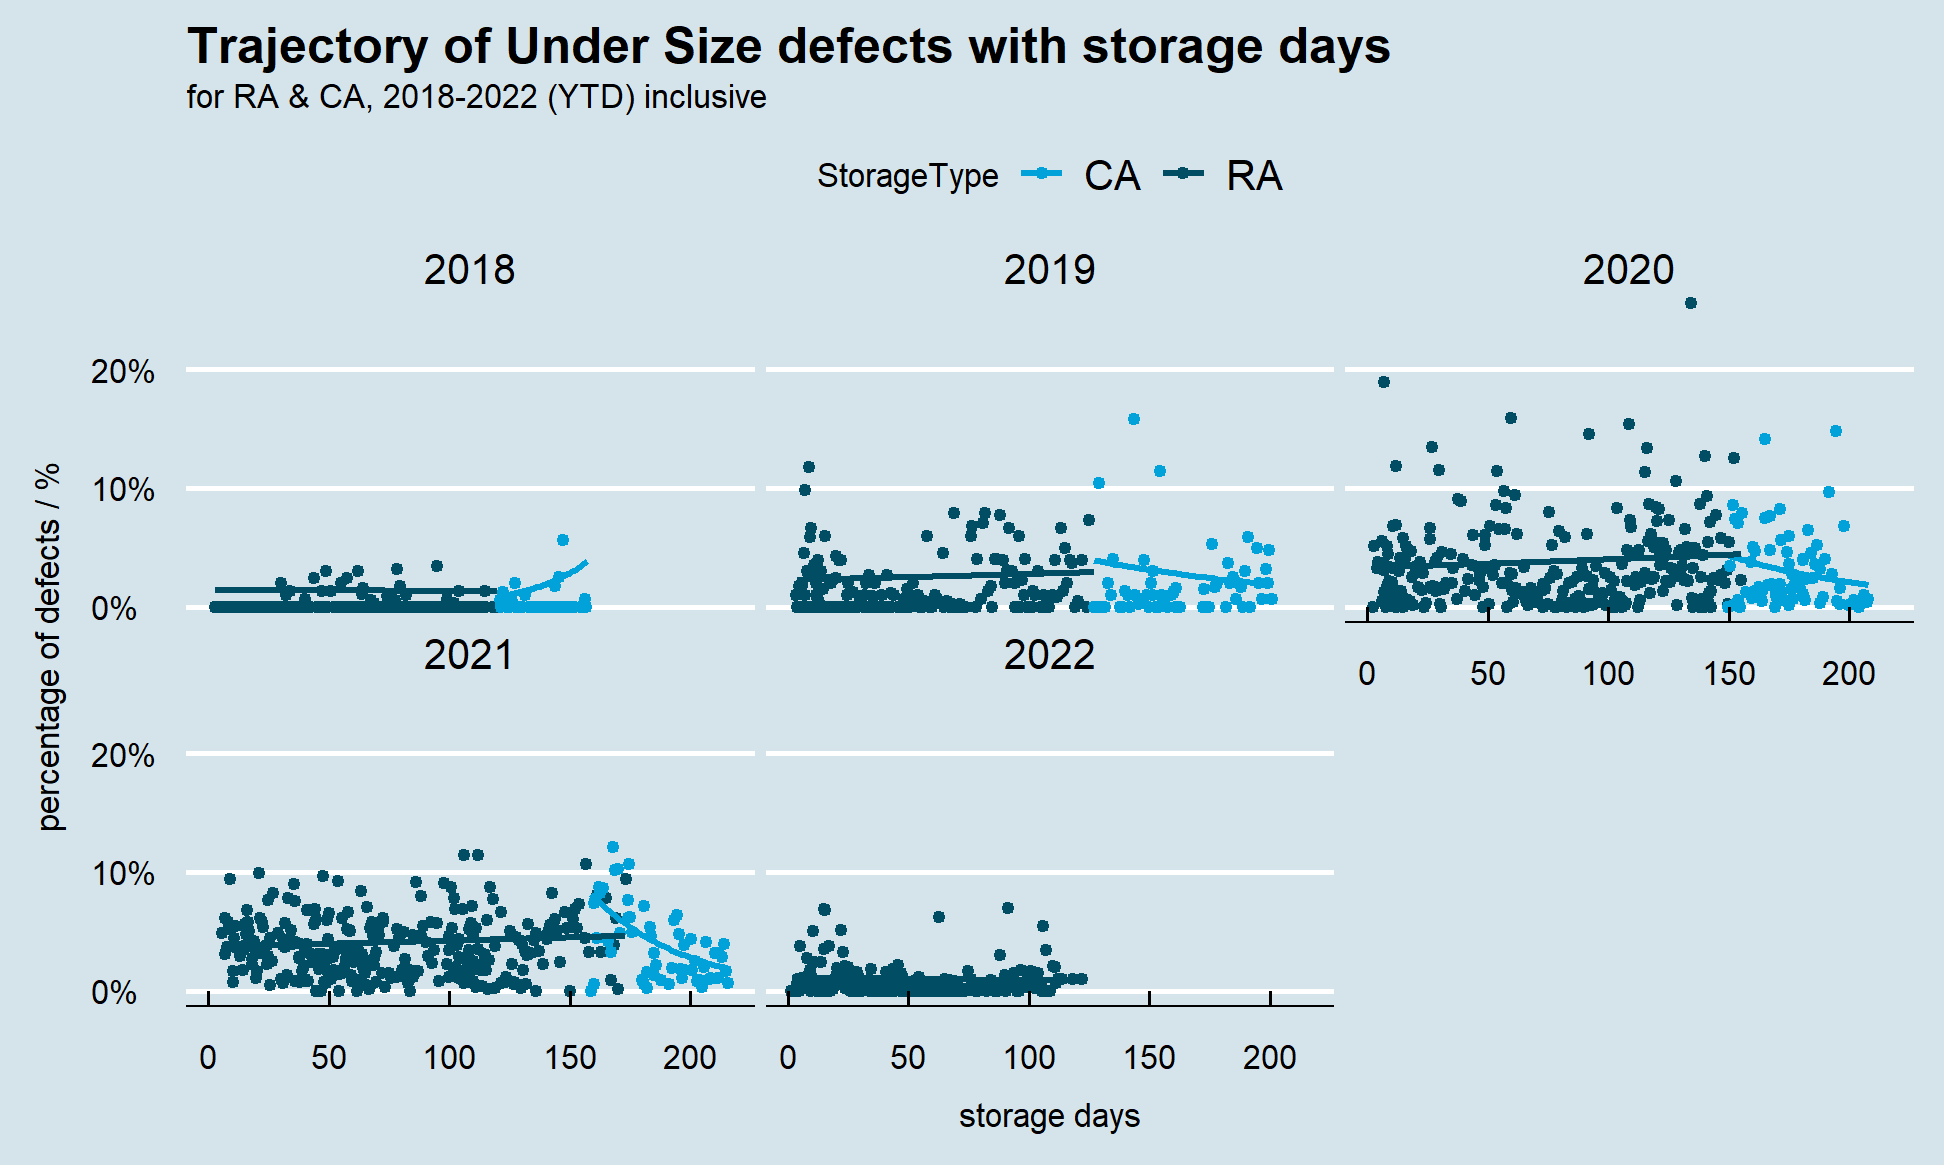 Trajectory of Under Size defects with storage days
for RA & CA, 2018-2022 (YTD) inclusive
StorageType CA RA
2018 2019 2020
20%
10%
0%
0 50 100 150 200
2021 2022
20%
10%
0%
0 50 100 150 200 0 50 100 150 200
percentage of defects / %
storage days